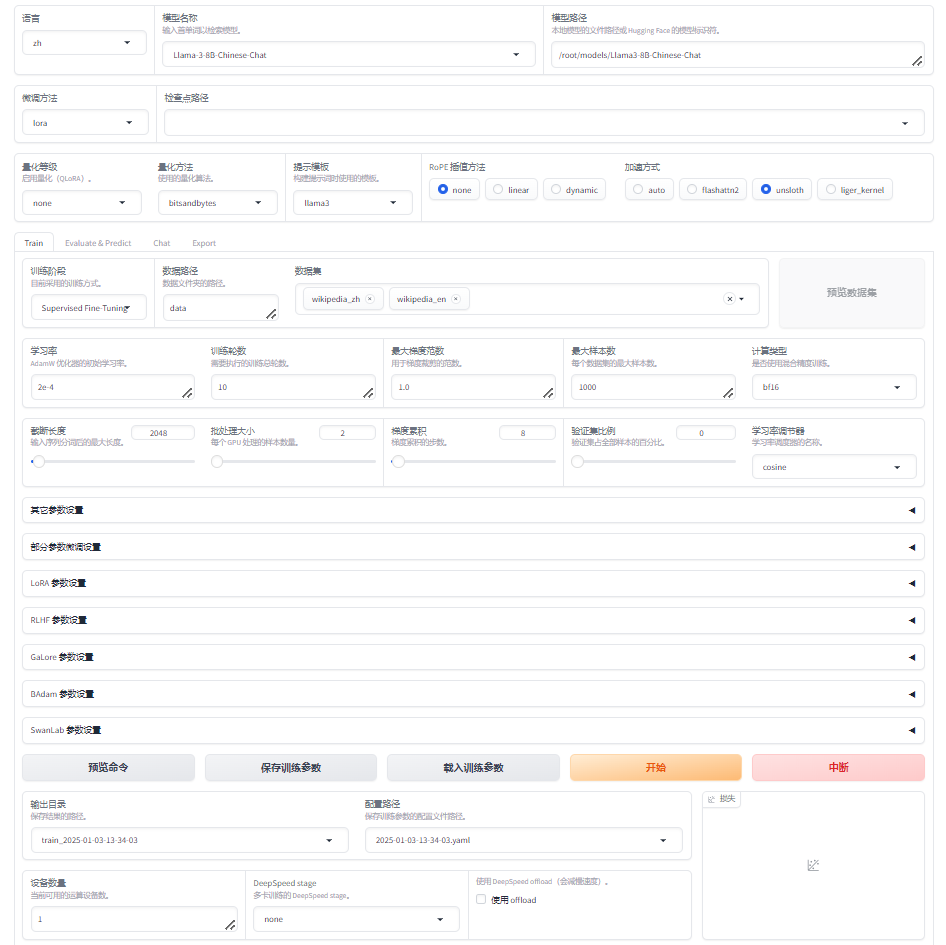 语言
zh
模型名称
输入首单词以检索模型。
Llama-3-8B-Chinese-Chat
模型路径
本地模型的文件路径或 Hugging Face 的模型标识符。
/root/models/Llama3-8B-Chinese-Chat
微调方法
lora
检查点路径
量化等级
启用量化（QLoRA）。
none
量化方法
使用的量化算法。
bitsandbytes
提示模板
构建提示词时使用的模板。
llama3
RoPE 插值方法
none
linear
dynamic
加速方式
auto
flashattn2
unsloth
liger_kernel
Train
Evaluate & Predict
Chat
Export
训练阶段
目前采用的训练方式。
Supervised Fine-Tuning
数据路径
数据文件夹的路径。
data
数据集
wikipedia_zh ×
wikipedia_en ×
×
预览数据集
学习率
AdamW 优化器的初始学习率。
2e-4
训练轮数
需要执行的训练总轮数。
10
最大梯度范数
用于梯度裁剪的范数。
1.0
最大样本数
每个数据集的最大样本数。
1000
计算类型
是否使用混合精度训练。
bf16
截断长度
2048
输入序列分词后的最大长度。
批处理大小
2
每个 GPU 处理的样本数量。
梯度累积
8
梯度累积的步数。
验证集比例
0
验证集占全部样本的百分比。
学习率调节器
学习率调度器的名称。
cosine
其它参数设置
部分参数微调设置
LoRA 参数设置
RLHF 参数设置
GaLore 参数设置
BAdam 参数设置
SwanLab 参数设置
预览命令
保存训练参数
载入训练参数
开始
中断
输出目录
保存结果的路径。
train_2025-01-03-13-34-03
配置路径
保存训练参数的配置文件路径。
2025-01-03-13-34-03.yaml
损失
设备数量
当前可用的运算设备数。
1
DeepSpeed stage
多卡训练的 DeepSpeed stage。
none
使用 DeepSpeed offload（会减慢速度）。
使用 offload